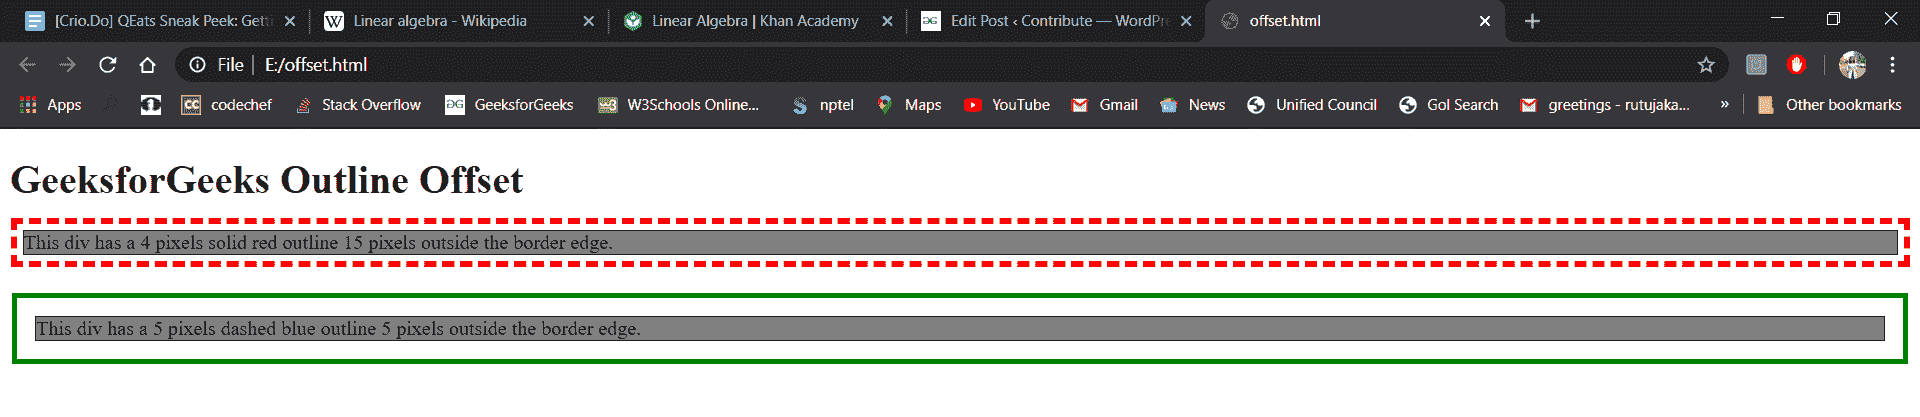 [Crio.Do] QEats Sneak Peek: Getti Linear algebra - Wikipedia Linear Algebra | Khan Academy Edit Post ‹ Contribute — WordPre offset.html
File E:/offset.html
Apps codechef Stack Overflow GeeksforGeeks W3Schools Online... nptel Maps YouTube Gmail News Unified Council GoI Search greetings - rutujaka... » Other bookmarks
GeeksforGeeks Outline Offset
This div has a 4 pixels solid red outline 15 pixels outside the border edge.
This div has a 5 pixels dashed blue outline 5 pixels outside the border edge.